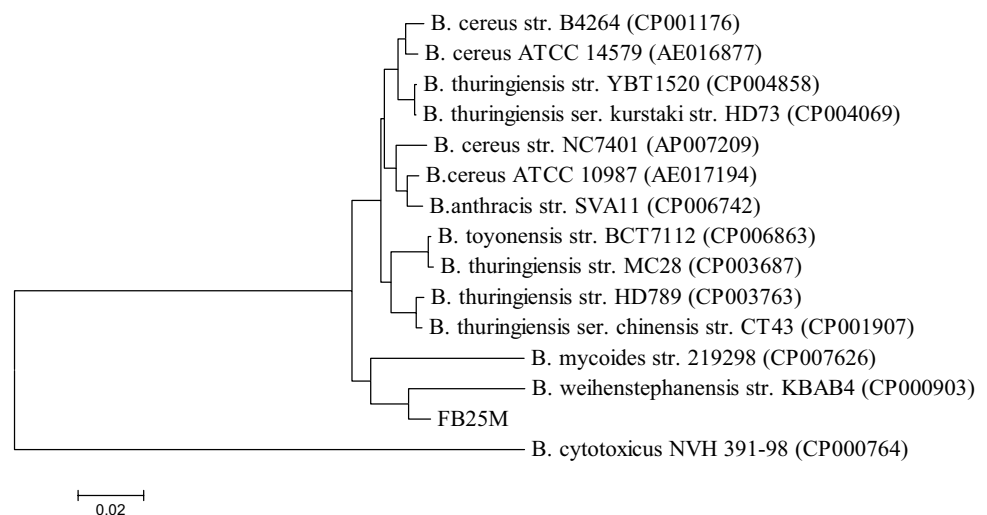 B. cereus str. B4264 (CP001176)
B. cereus ATCC 14579 (AE016877)
B. thuringiensis str. YBT1520 (CP004858)
B. thuringiensis ser. kurstaki str. HD73 (CP004069)
B. cereus str. NC7401 (AP007209)
B.cereus ATCC 10987 (AE017194)
B.anthracis str. SVA11 (CP006742)
B. toyonensis str. BCT7112 (CP006863)
B. thuringiensis str. MC28 (CP003687)
B. thuringiensis str. HD789 (CP003763)
B. thuringiensis ser. chinensis str. CT43 (CP001907)
B. mycoides str. 219298 (CP007626)
B. weihenstephanensis str. KBAB4 (CP000903)
FB25M
B. cytotoxicus NVH 391-98 (CP000764)
0.02